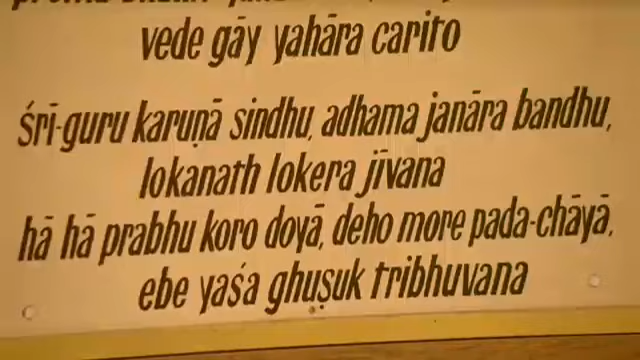 vede gāy yahāra carito
śrī-guru karuṇā sindhu, adhama janāra bandhu,
lokanath lokera jīvana
hā hā prabhu koro doyā, deho more pada-chāyā,
ebe yaśa ghuṣuk tribhuvana